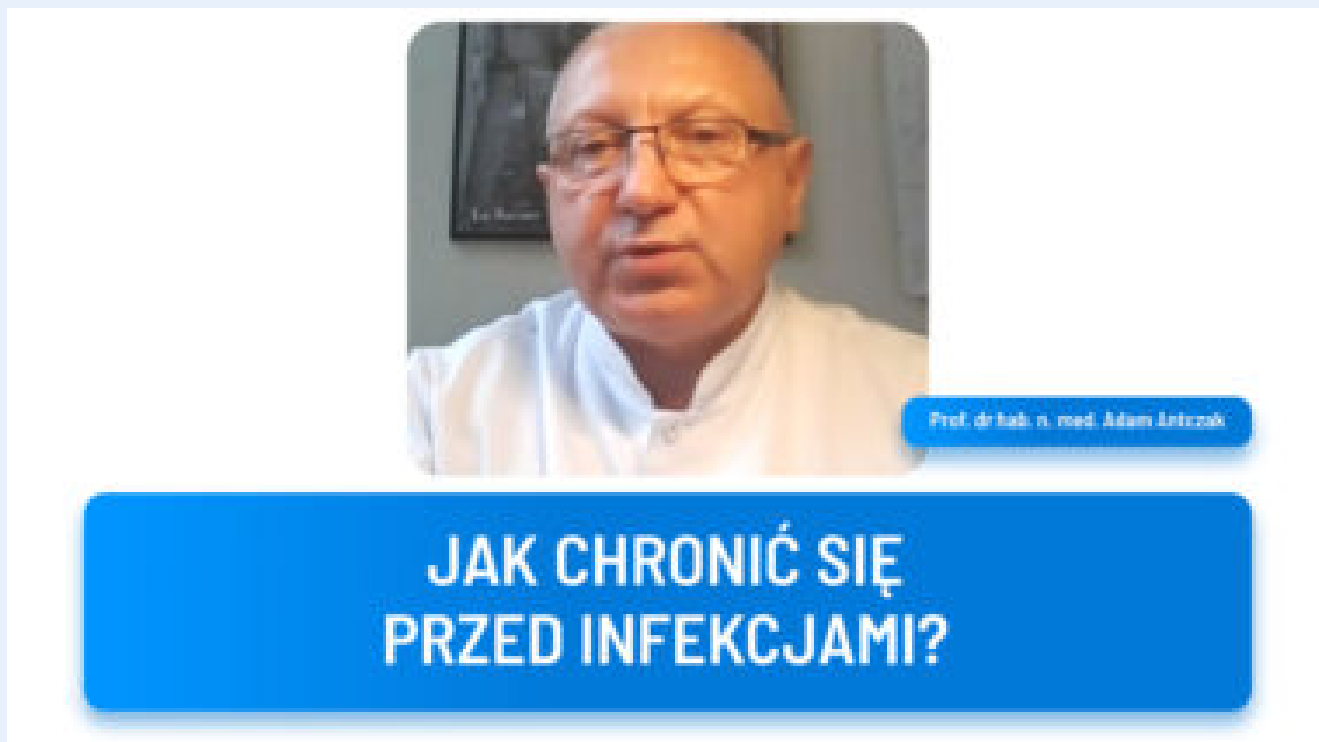 Prof. dr hab. n. med. Adam Antczak
JAK CHRONIĆ SIĘ
PRZED INFEKCJAMI?